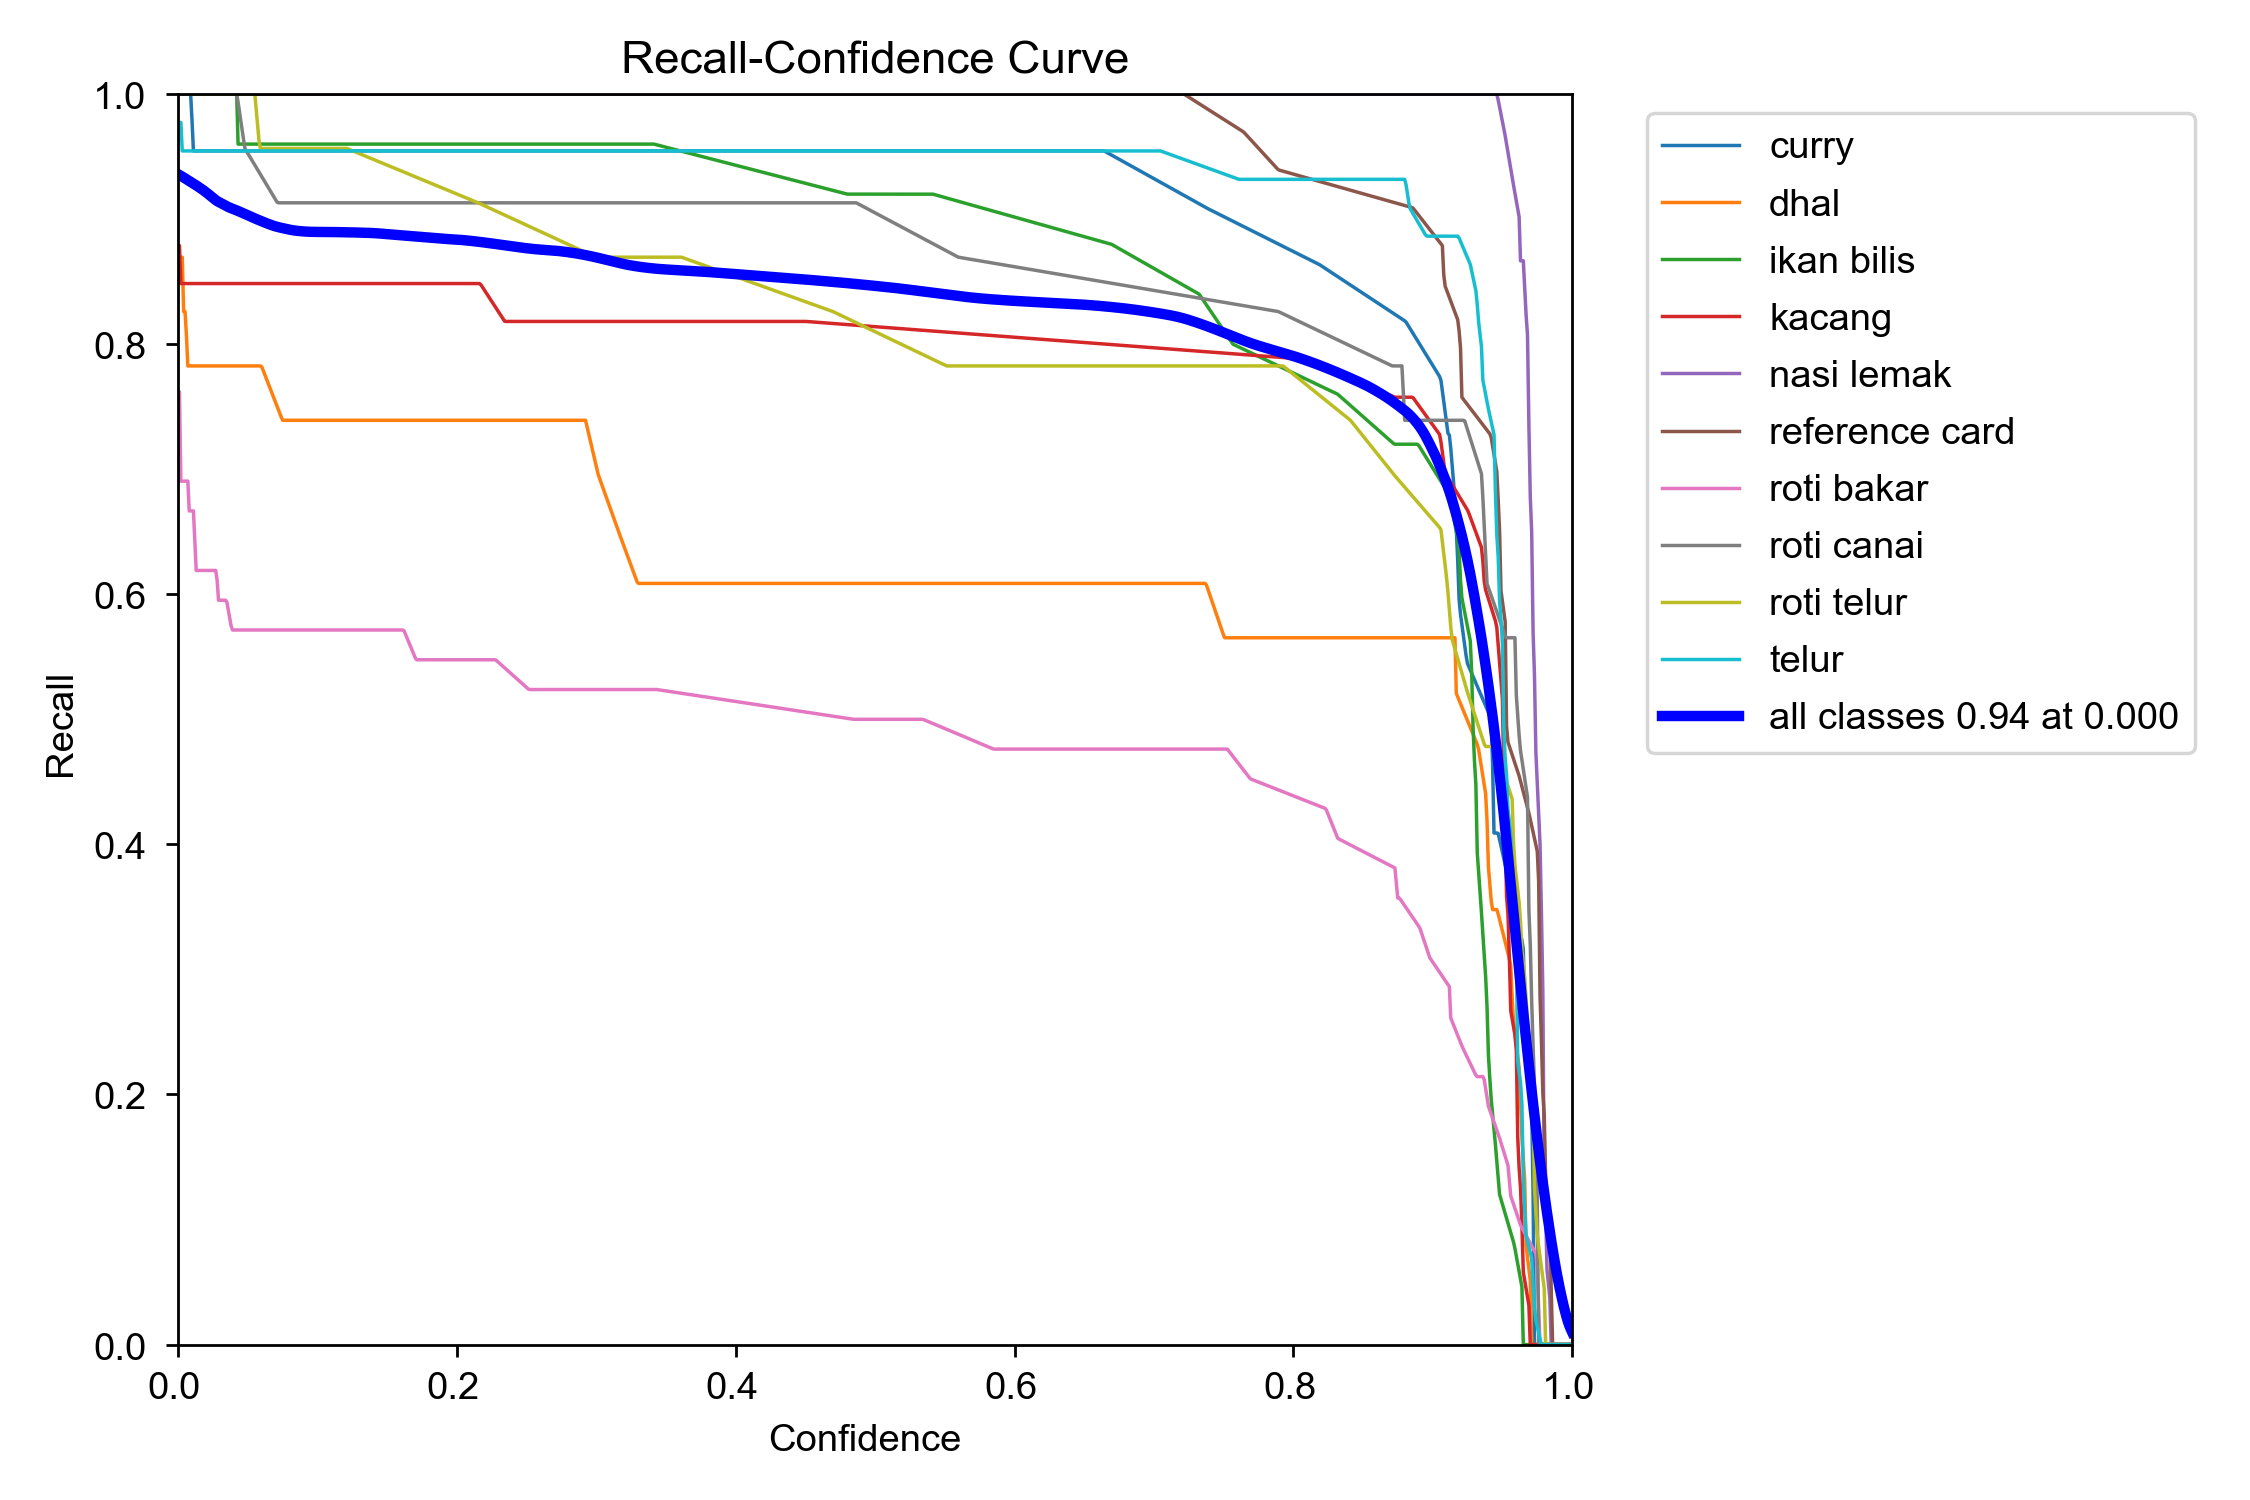 Recall-Confidence Curve
1.0
0.8
0.6
0.4
0.2
0.0
Recall
0.0 0.2 0.4 0.6 0.8 1.0
Confidence
curry
dhal
ikan bilis
kacang
nasi lemak
reference card
roti bakar
roti canai
roti telur
telur
all classes 0.94 at 0.000